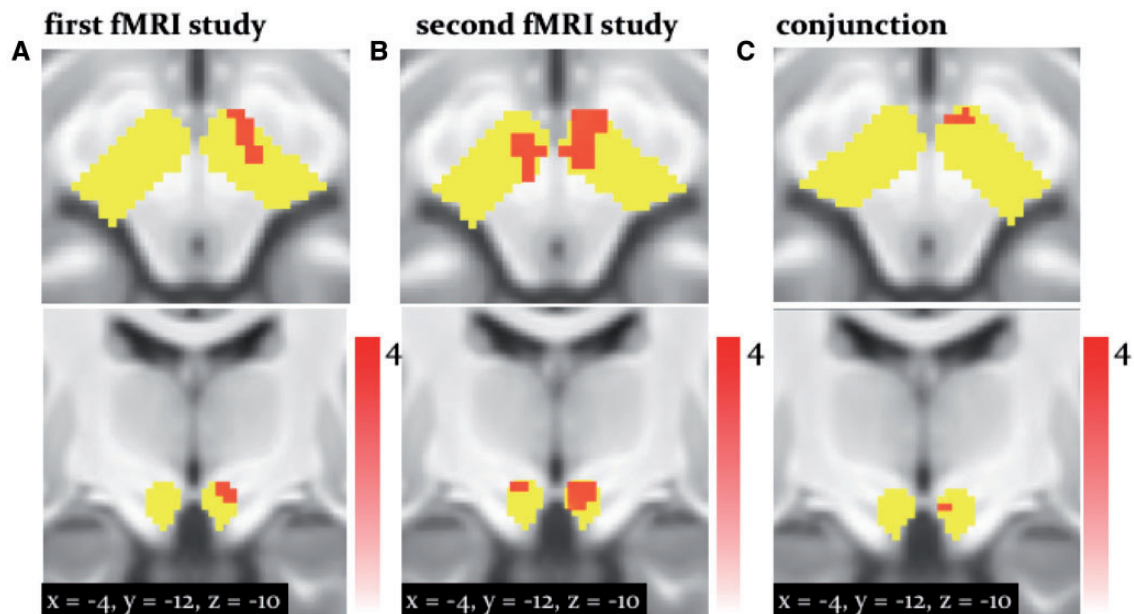 first fMRI study
second fMRI study
conjunction
A
B
C
4
4
4
x = -4, y = -12, z = -10
x = -4, y = -12, z = -10
x = -4, y = -12, z = -10